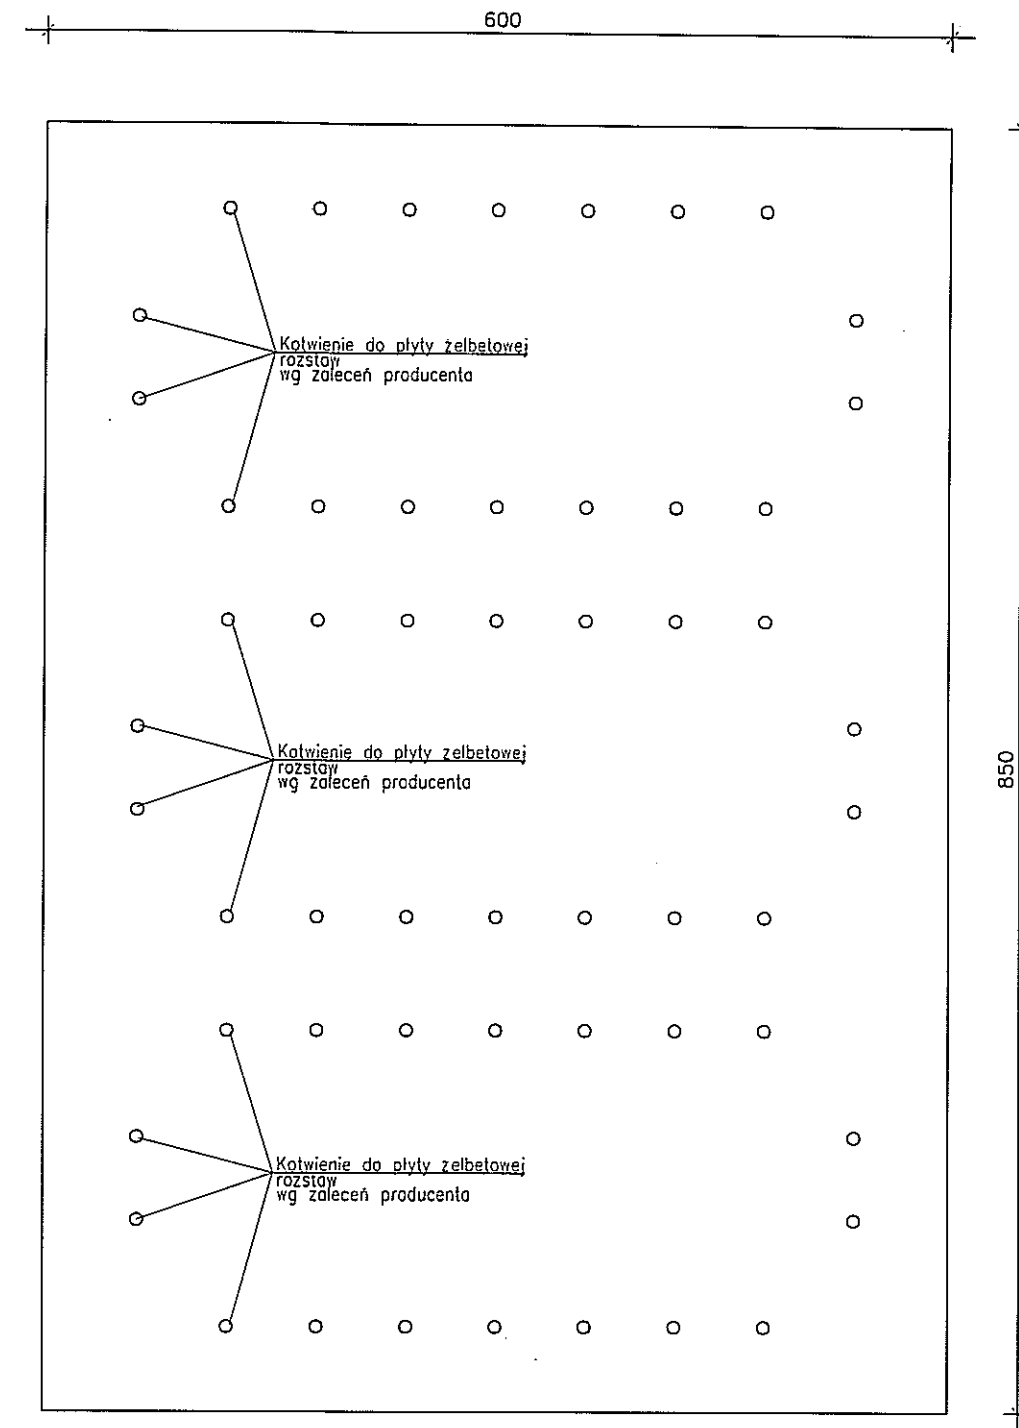 600
Kotwienie do płyty żelbetowej
rozstaw
wg zaleceń producenta
850
Kotwienie do płyty żelbetowej
rozstaw
wg zaleceń producenta
Kotwienie do płyty żelbetowej
rozstaw
wg zaleceń producenta